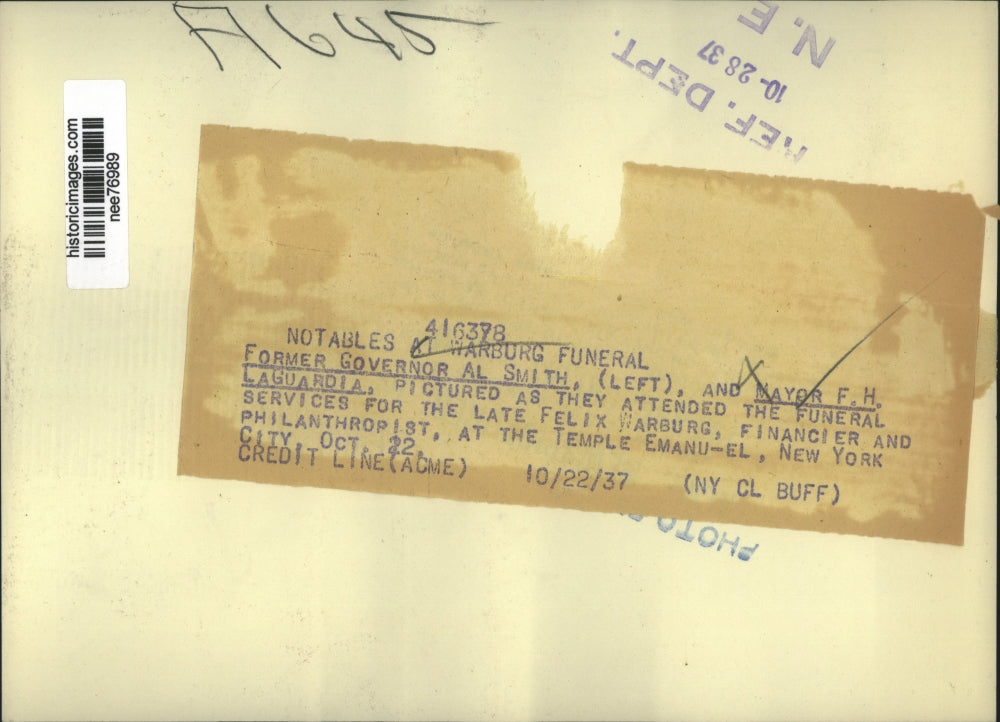 A645
N.E
10-28 37
REF. DEPT.
historicimages.com
nee76989
416378
NOTABLES AT WARBURG FUNERAL
FORMER GOVERNOR AL SMITH, (LEFT), AND MAYOR F.H.
LAGUARDIA, PICTURED AS THEY ATTENDED THE FUNERAL
SERVICES FOR THE LATE FELIX WARBURG, FINANCIER AND
PHILANTHROPIST, AT THE TEMPLE EMANU-EL, NEW YORK
CITY, OCT. 22.
CREDIT LINE(ACME) 10/22/37 (NY CL BUFF)
PHOTO